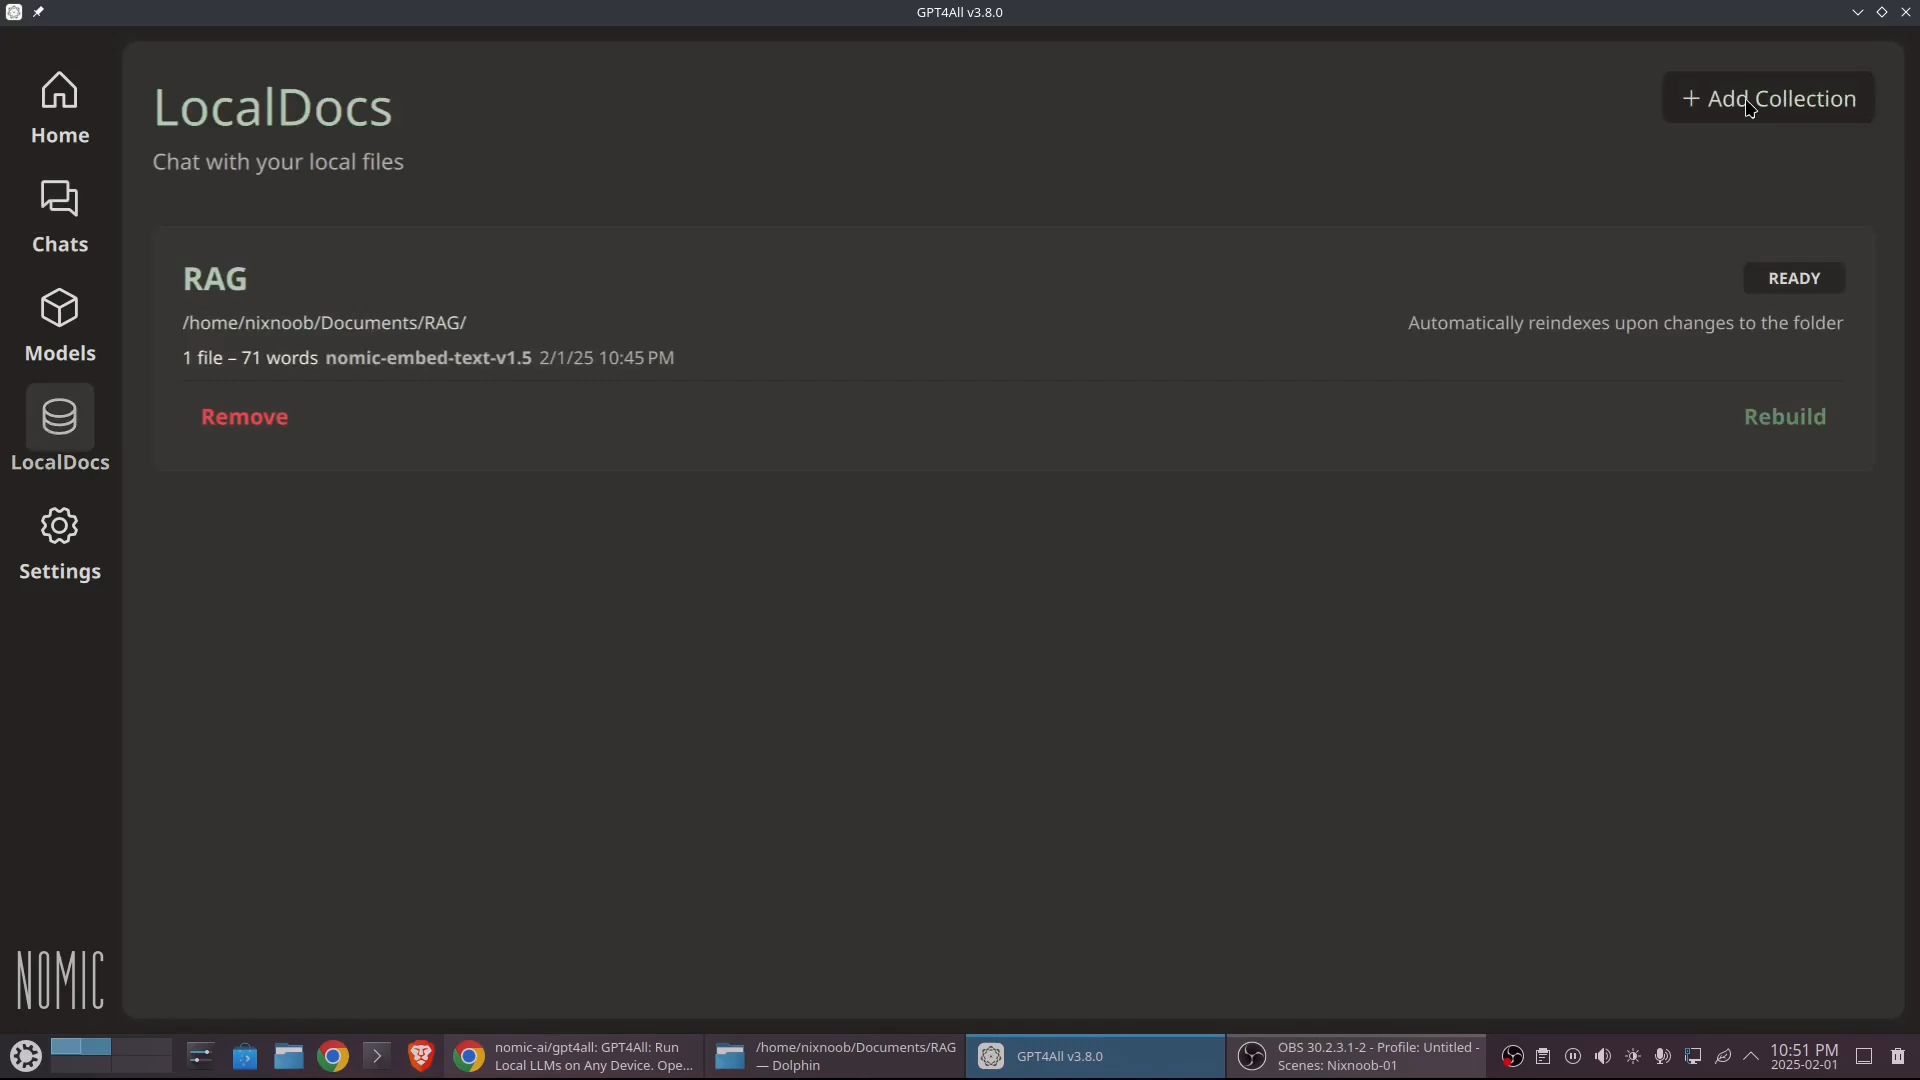 GPT4All v3.8.0
Home
Chats
Models
LocalDocs
Settings
NOMIC
LocalDocs
+ Add Collection
Chat with your local files
RAG
READY
/home/nixnoob/Documents/RAG/
Automatically reindexes upon changes to the folder
1 file – 71 words nomic-embed-text-v1.5 2/1/25 10:45 PM
Remove
Rebuild
nomic-ai/gpt4all: GPT4All: Run
Local LLMs on Any Device. Ope...
/home/nixnoob/Documents/RAG
— Dolphin
GPT4All v3.8.0
OBS 30.2.3.1-2 - Profile: Untitled -
Scenes: Nixnoob-01
10:51 PM
2025-02-01